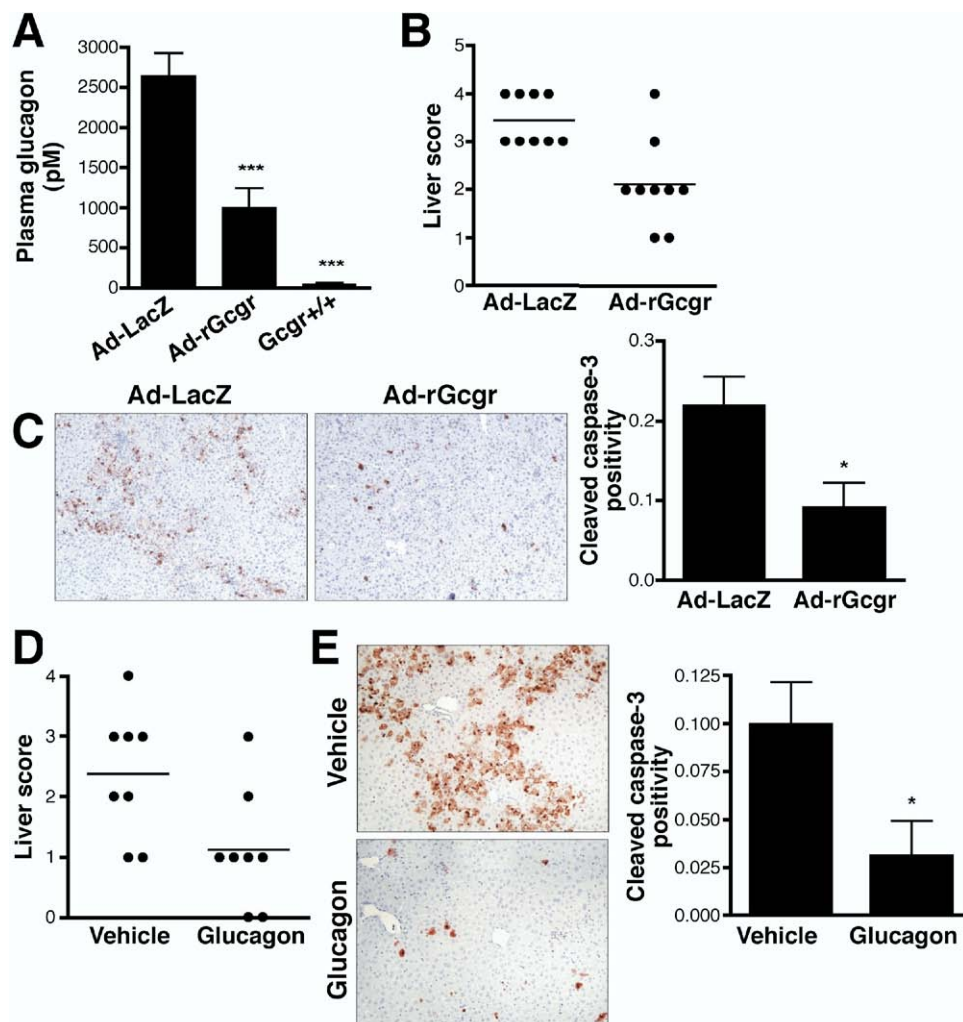 A
Plasma glucagon
(pM)
3000
2500
2000
1500
1000
500
0
***
***
Ad-LacZ
Ad-rGcgr
Gcgr+/+
B
Liver score
5
4
3
2
1
0
Ad-LacZ
Ad-rGcgr
C
Ad-LacZ
Ad-rGcgr
Cleaved caspase-3
positivity
0.3
0.2
0.1
0.0
*
Ad-LacZ
Ad-rGcgr
D
Liver score
4
3
2
1
0
Vehicle
Glucagon
E
Vehicle
Glucagon
Cleaved caspase-3
positivity
0.125
0.100
0.075
0.050
0.025
0.000
*
Vehicle
Glucagon